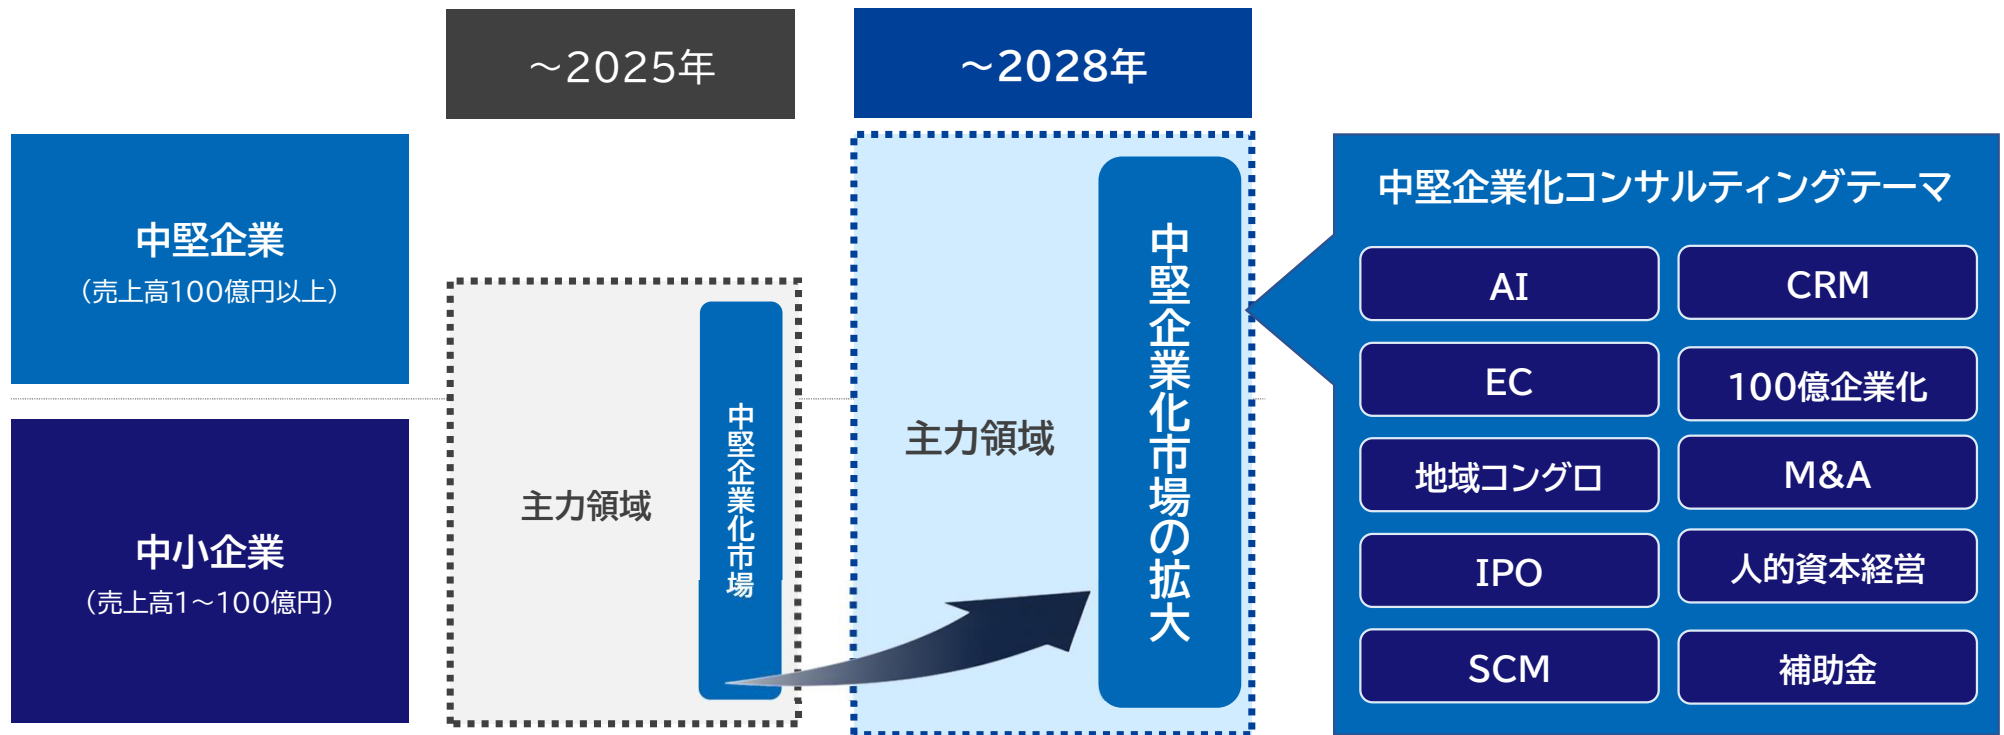 ～2025年
～2028年
中堅企業
（売上高100億円以上）
中小企業
（売上高1～100億円）
主力領域
中堅企業化市場
主力領域
中堅企業化市場の拡大
中堅企業化コンサルティングテーマ
AI
CRM
EC
100億企業化
地域コングロ
M&A
IPO
人的資本経営
SCM
補助金